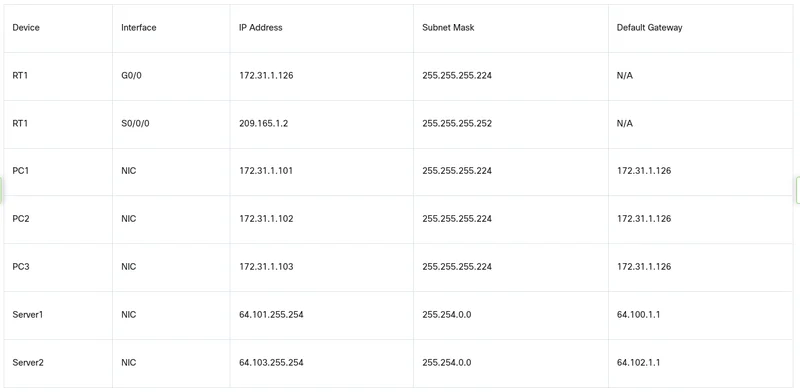 Device Interface IP Address Subnet Mask Default Gateway
RT1 G0/0 172.31.1.126 255.255.255.224 N/A
RT1 S0/0/0 209.165.1.2 255.255.255.252 N/A
PC1 NIC 172.31.1.101 255.255.255.224 172.31.1.126
PC2 NIC 172.31.1.102 255.255.255.224 172.31.1.126
PC3 NIC 172.31.1.103 255.255.255.224 172.31.1.126
Server1 NIC 64.101.255.254 255.254.0.0 64.100.1.1
Server2 NIC 64.103.255.254 255.254.0.0 64.102.1.1